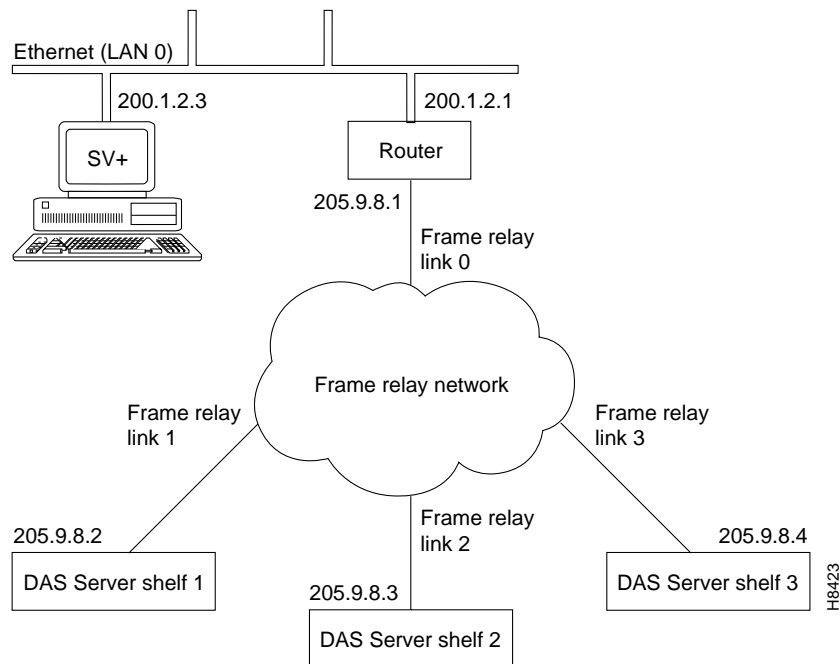 Ethernet (LAN 0)
200.1.2.3
200.1.2.1
SV+
Router
205.9.8.1
Frame relay
link 0
Frame relay network
Frame relay
link 1
Frame relay
link 3
205.9.8.2
Frame relay
link 2
205.9.8.4
DAS Server shelf 1
205.9.8.3
DAS Server shelf 3
DAS Server shelf 2
H8423